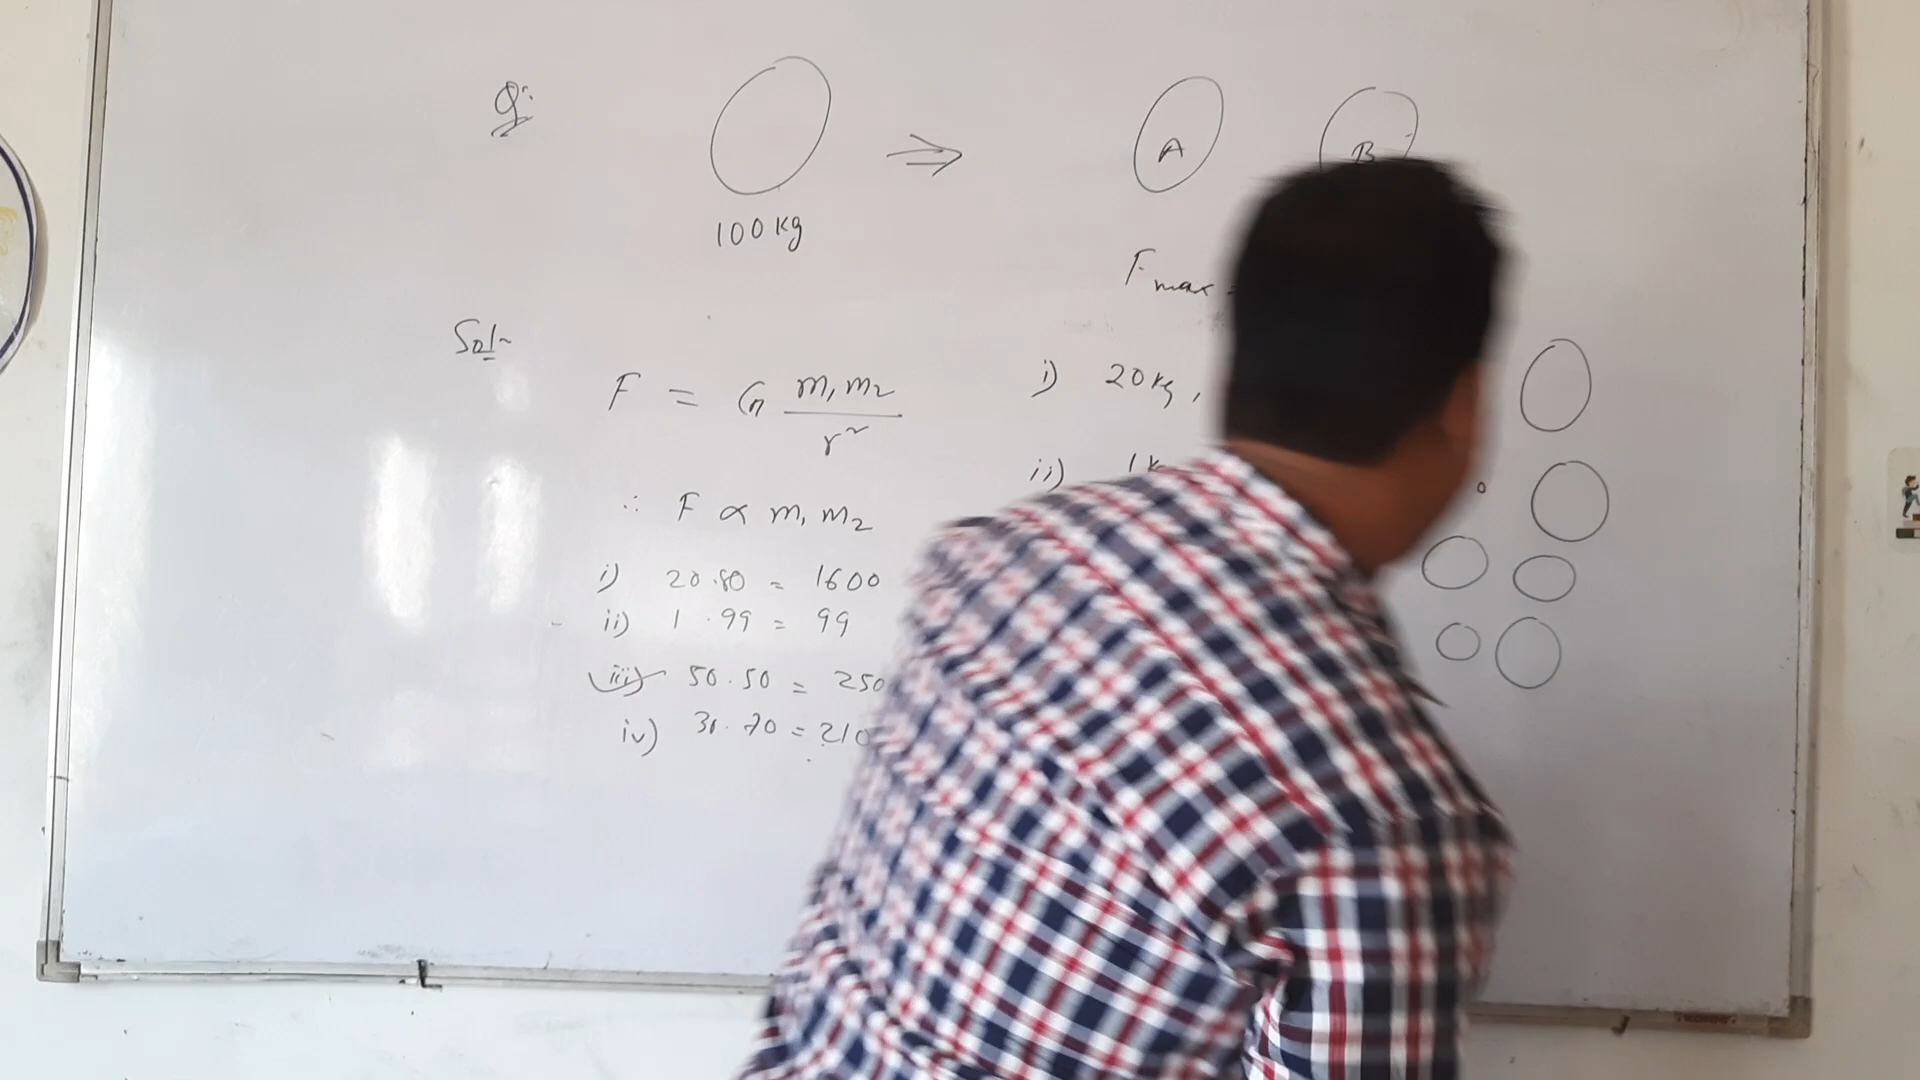 Q:
A B
100 kg
Fmax =
Sol~
F = G m₁m₂ / r²
i) 20 kg,
ii) 1 k
∴ F ∝ m₁ m₂
i) 20.80 = 1600
ii) 1.99 = 99
iii) 50.50 = 250
iv) 30.70 = 210